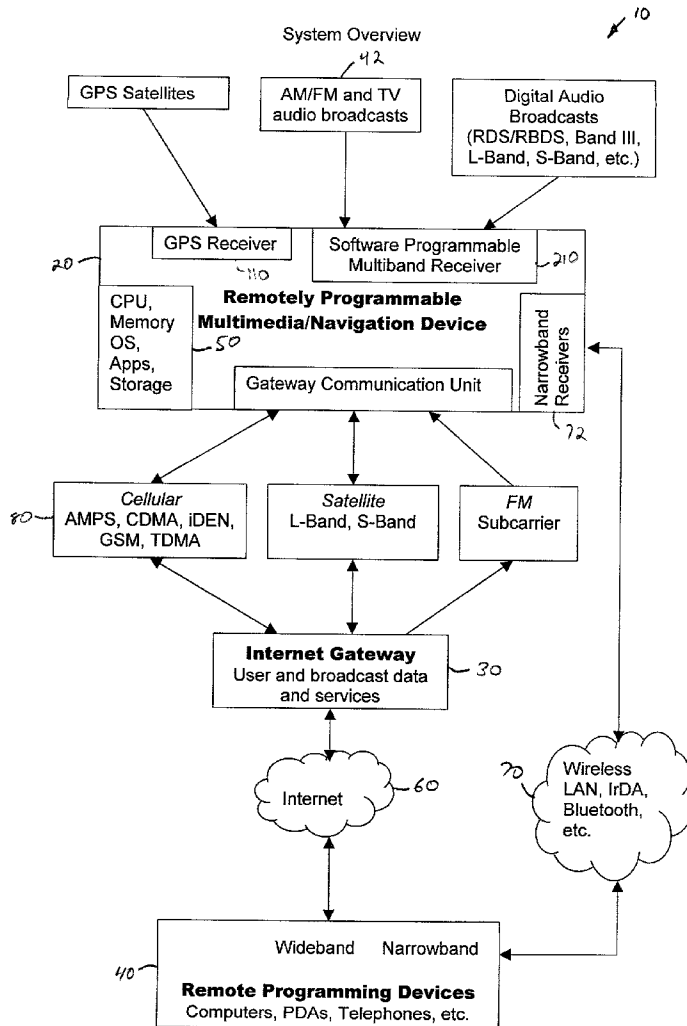 10
System Overview
42
GPS Satellites
AM/FM and TV
audio broadcasts
Digital Audio
Broadcasts
(RDS/RBDS, Band III,
L-Band, S-Band, etc.)
20
GPS Receiver
110
Software Programmable
Multiband Receiver
210
CPU,
Memory
OS,
Apps,
Storage
50
Remotely Programmable
Multimedia/Navigation Device
Narrowband
Receivers
72
Gateway Communication Unit
80
Cellular
AMPS, CDMA, iDEN,
GSM, TDMA
Satellite
L-Band, S-Band
FM
Subcarrier
Internet Gateway
User and broadcast data
and services
30
Internet
60
70
Wireless
LAN, IrDA,
Bluetooth,
etc.
40
Wideband Narrowband
Remote Programming Devices
Computers, PDAs, Telephones, etc.